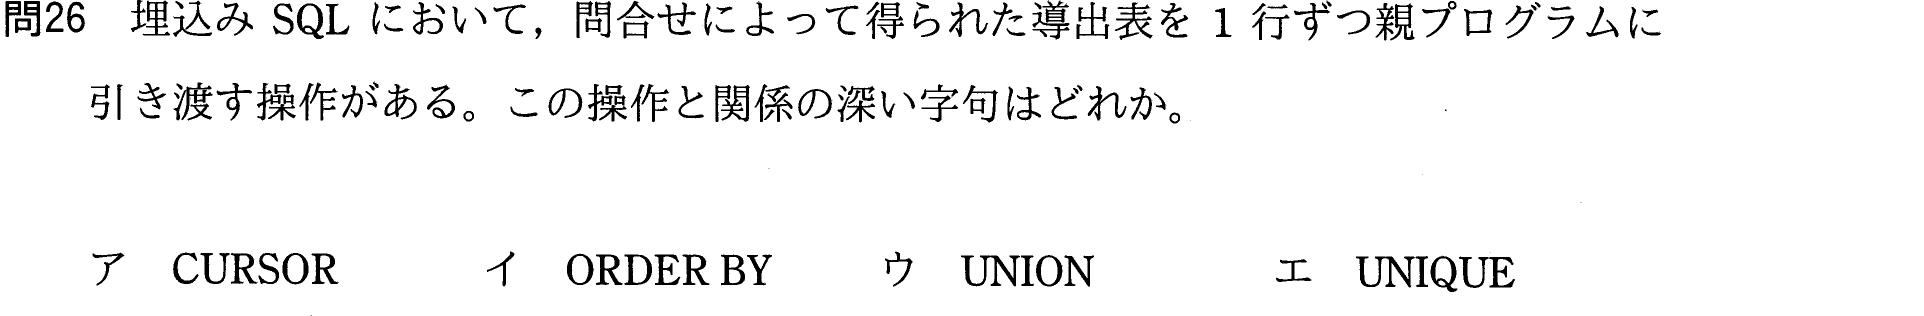 問26　埋込み SQL において，問合せによって得られた導出表を 1 行ずつ親プログラムに
引き渡す操作がある。この操作と関係の深い字句はどれか。
ア　CURSOR　イ　ORDER BY　ウ　UNION　エ　UNIQUE